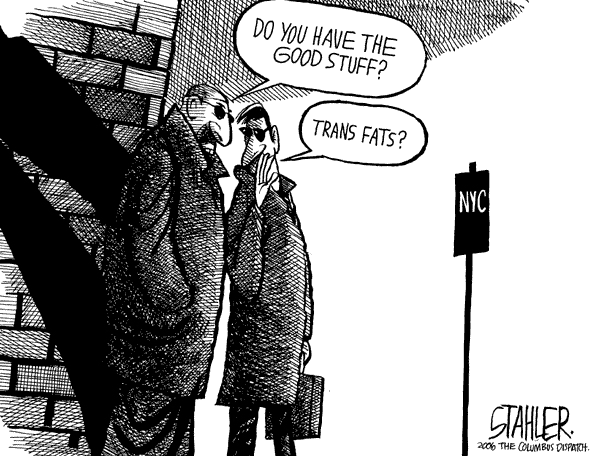 DO YOU HAVE THE
GOOD STUFF?
TRANS FATS?
NYC
STAHLER.
2006 THE COLUMBUS DISPATCH.